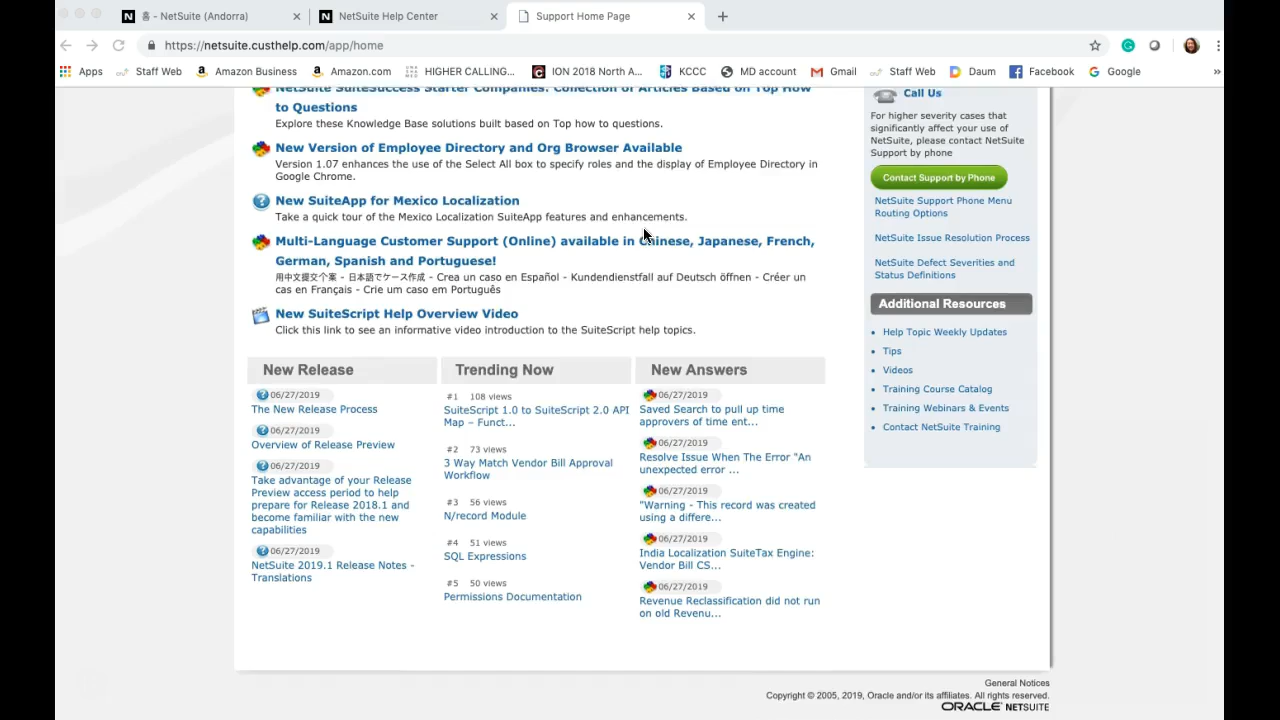 홈 - NetSuite (Andorra)
NetSuite Help Center
Support Home Page
https://netsuite.custhelp.com/app/home
Apps
Staff Web
Amazon Business
Amazon.com
HIGHER CALLING...
ION 2018 North A...
KCCC
MD account
Gmail
Staff Web
Daum
Facebook
Google
NetSuite SuiteSuccess Starter Companies: Collection of Articles Based on Top How
to Questions
Explore these Knowledge Base solutions built based on Top how to questions.
New Version of Employee Directory and Org Browser Available
Version 1.07 enhances the use of the Select All box to specify roles and the display of Employee Directory in
Google Chrome.
New SuiteApp for Mexico Localization
Take a quick tour of the Mexico Localization SuiteApp features and enhancements.
Multi-Language Customer Support (Online) available in Chinese, Japanese, French,
German, Spanish and Portuguese!
用中文提交个案 - 日本語でケース作成 - Crea un caso en Español - Kundendienstfall auf Deutsch öffnen - Créer un
cas en Français - Crie um caso em Português
New SuiteScript Help Overview Video
Click this link to see an informative video introduction to the SuiteScript help topics.
New Release
06/27/2019
The New Release Process
06/27/2019
Overview of Release Preview
06/27/2019
Take advantage of your Release
Preview access period to help
prepare for Release 2018.1 and
become familiar with the new
capabilities
06/27/2019
NetSuite 2019.1 Release Notes -
Translations
Trending Now
#1 108 views
SuiteScript 1.0 to SuiteScript 2.0 API
Map – Funct...
#2 73 views
3 Way Match Vendor Bill Approval
Workflow
#3 56 views
N/record Module
#4 51 views
SQL Expressions
#5 50 views
Permissions Documentation
New Answers
06/27/2019
Saved Search to pull up time
approvers of time ent...
06/27/2019
Resolve Issue When The Error "An
unexpected error ...
06/27/2019
"Warning - This record was created
using a differe...
06/27/2019
India Localization SuiteTax Engine:
Vendor Bill CS...
06/27/2019
Revenue Reclassification did not run
on old Revenu...
Call Us
For higher severity cases that
significantly affect your use of
NetSuite, please contact NetSuite
Support by phone
Contact Support by Phone
NetSuite Support Phone Menu
Routing Options
NetSuite Issue Resolution Process
NetSuite Defect Severities and
Status Definitions
Additional Resources
Help Topic Weekly Updates
Tips
Videos
Training Course Catalog
Training Webinars & Events
Contact NetSuite Training
General Notices
Copyright © 2005, 2019, Oracle and/or its affiliates. All rights reserved.
ORACLE NETSUITE